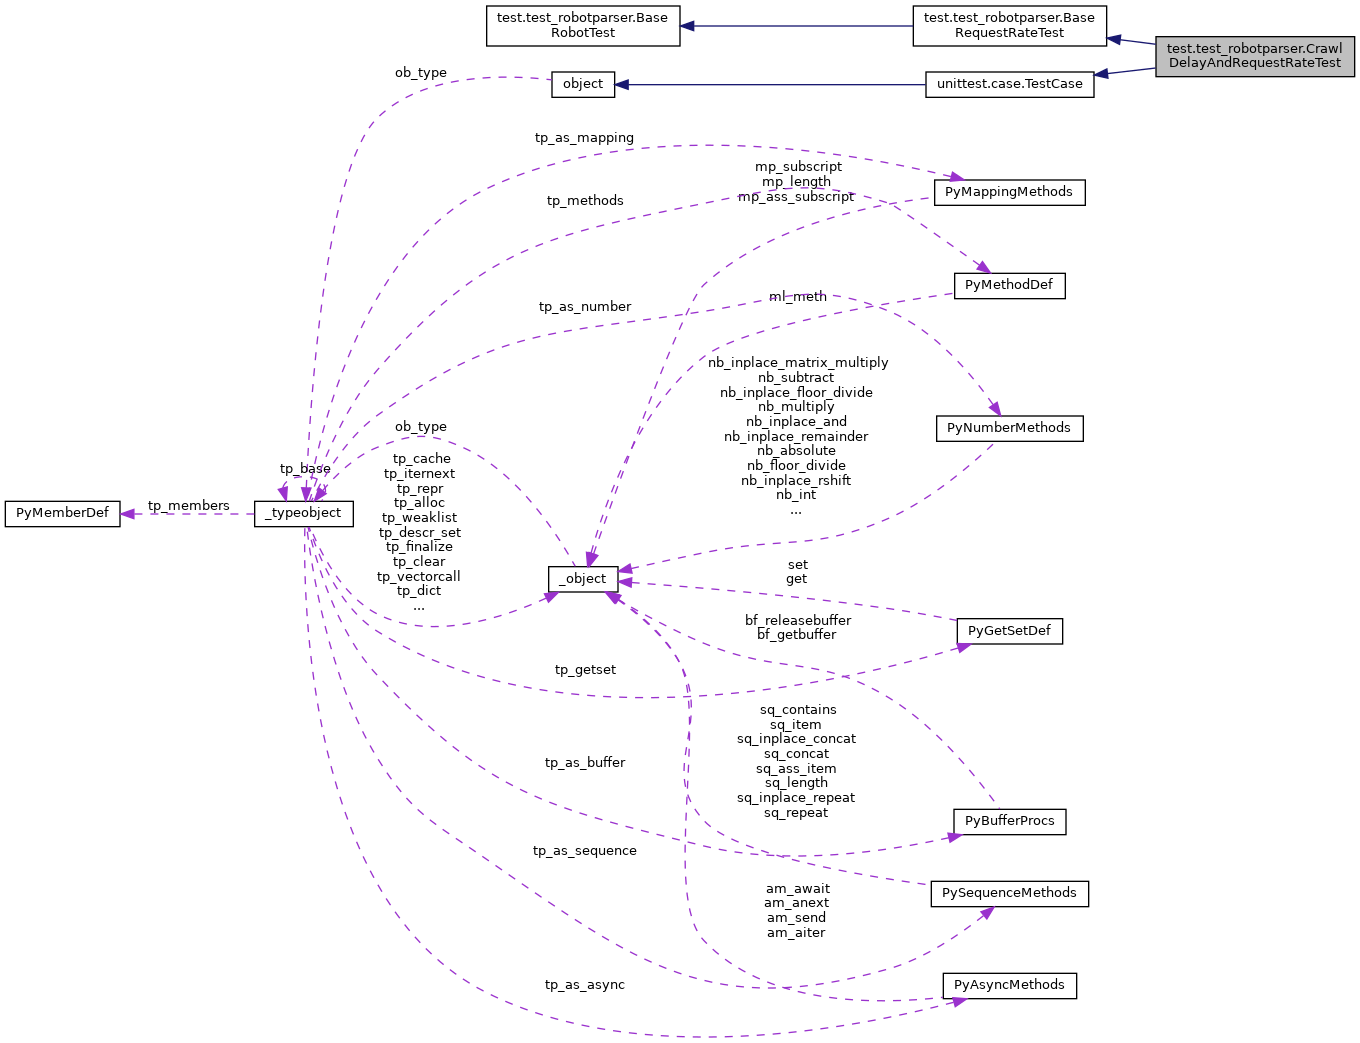 test.test_robotparser.Base
RobotTest
test.test_robotparser.Base
RequestRateTest
test.test_robotparser.Crawl
DelayAndRequestRateTest
ob_type
object
unittest.case.TestCase
tp_as_mapping
mp_subscript
mp_length
mp_ass_subscript
PyMappingMethods
tp_methods
PyMethodDef
tp_as_number
ml_meth
nb_inplace_matrix_multiply
nb_subtract
nb_inplace_floor_divide
nb_multiply
nb_inplace_and
nb_inplace_remainder
nb_absolute
nb_floor_divide
nb_inplace_rshift
nb_int
...
PyNumberMethods
ob_type
tp_cache
tp_iternext
tp_repr
tp_alloc
tp_weaklist
tp_descr_set
tp_finalize
tp_clear
tp_vectorcall
tp_dict
...
tp_base
PyMemberDef
tp_members
_typeobject
_object
set
get
PyGetSetDef
bf_releasebuffer
bf_getbuffer
tp_getset
sq_contains
sq_item
sq_inplace_concat
sq_concat
sq_ass_item
sq_length
sq_inplace_repeat
sq_repeat
tp_as_buffer
PyBufferProcs
tp_as_sequence
PySequenceMethods
am_await
am_anext
am_send
am_aiter
tp_as_async
PyAsyncMethods